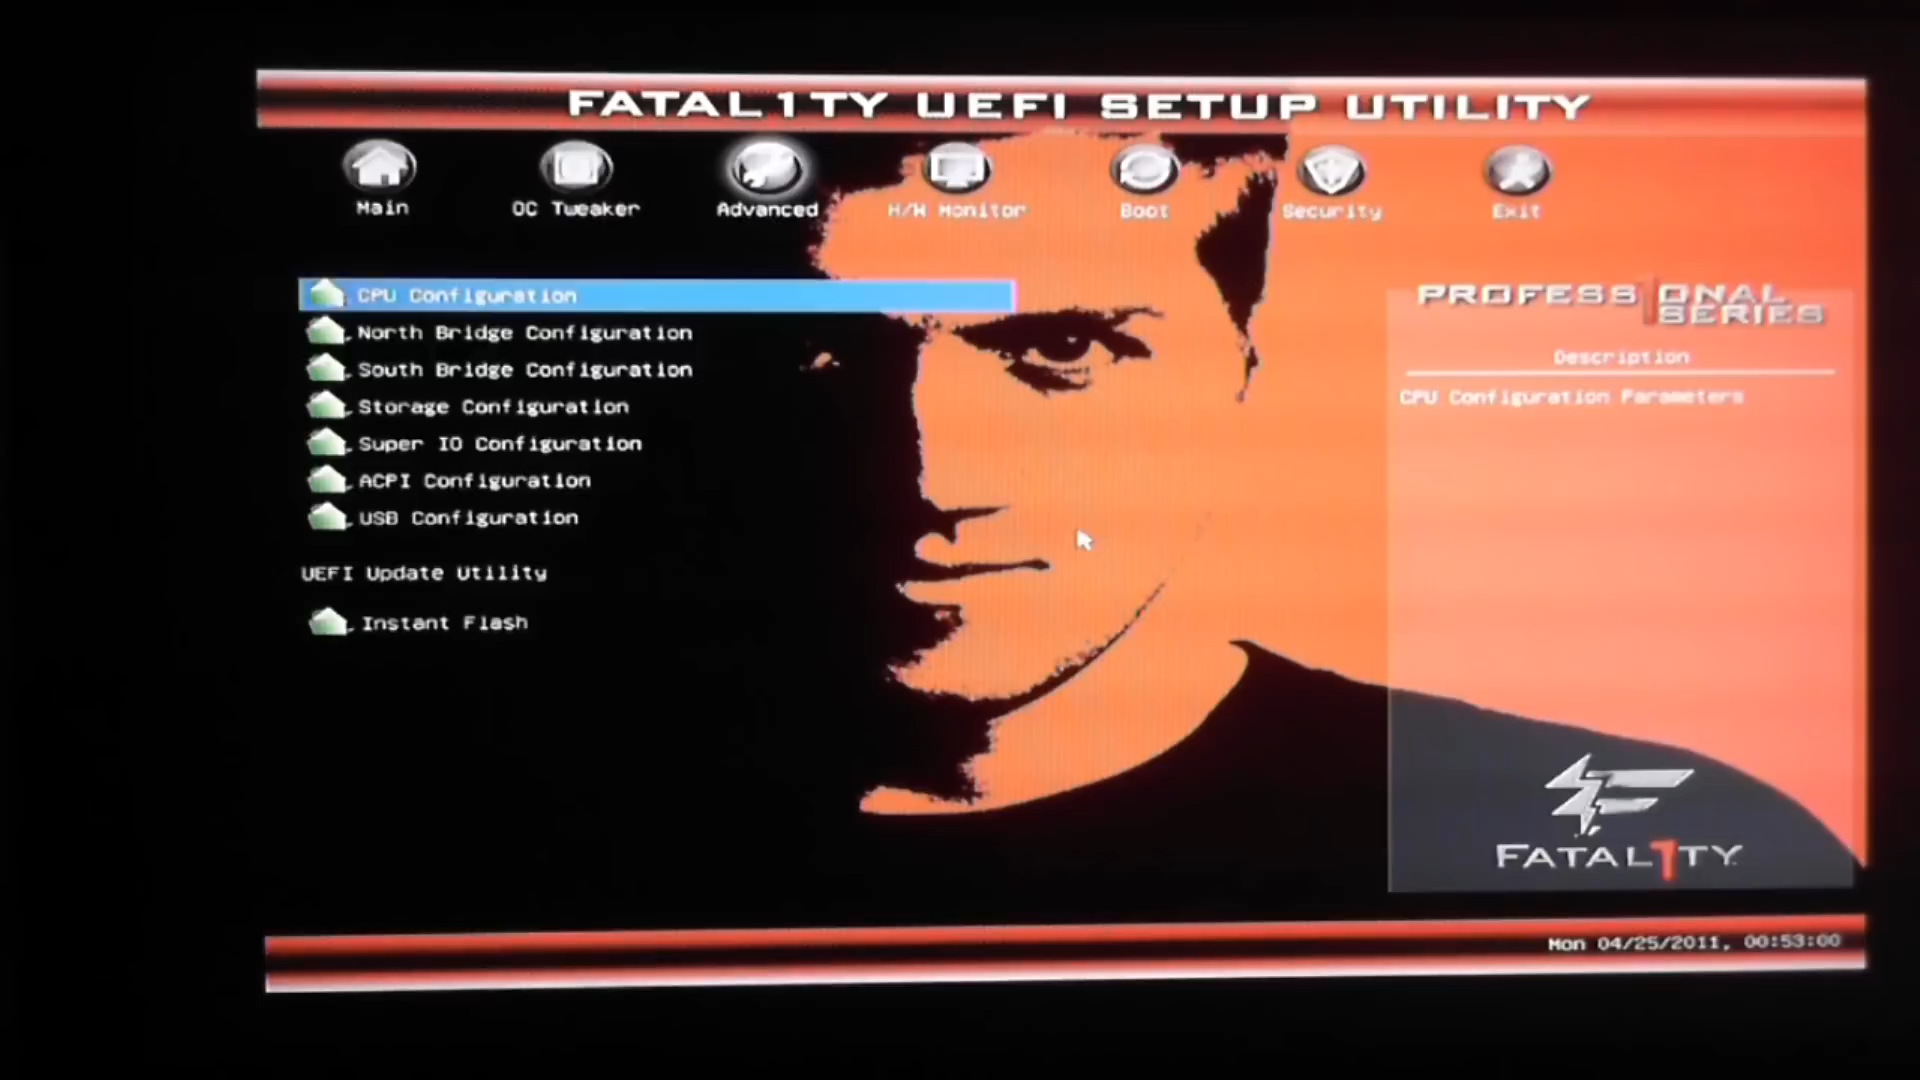 FATAL1TY UEFI SETUP UTILITY
Main OC Tweaker Advanced H/W Monitor Boot Security Exit
CPU Configuration
North Bridge Configuration
South Bridge Configuration
Storage Configuration
Super IO Configuration
ACPI Configuration
USB Configuration
UEFI Update Utility
Instant Flash
PROFESS1ONAL
SERIES
Description
CPU Configuration Parameters
FATAL1TY
Mon 04/25/2011, 00:53:00